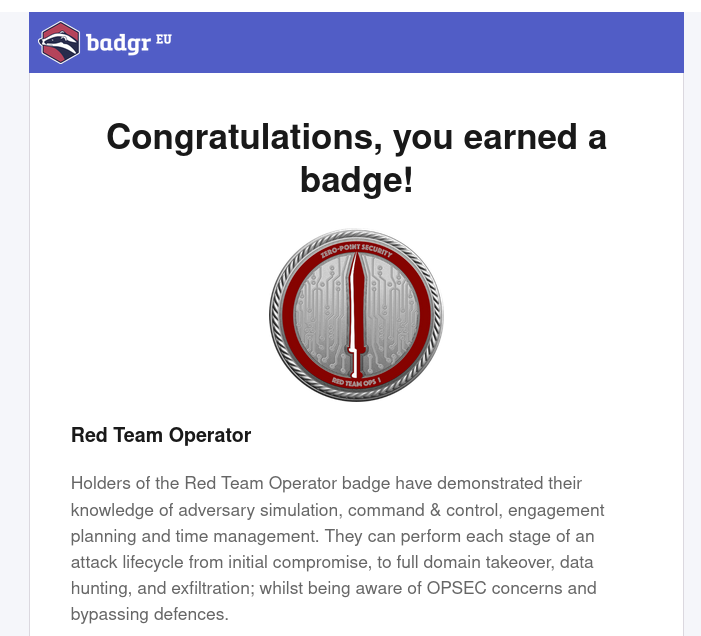 badgr EU
Congratulations, you earned a
badge!
ZERO-POINT SECURITY
RED TEAM OPS I
Red Team Operator
Holders of the Red Team Operator badge have demonstrated their
knowledge of adversary simulation, command & control, engagement
planning and time management. They can perform each stage of an
attack lifecycle from initial compromise, to full domain takeover, data
hunting, and exfiltration; whilst being aware of OPSEC concerns and
bypassing defences.